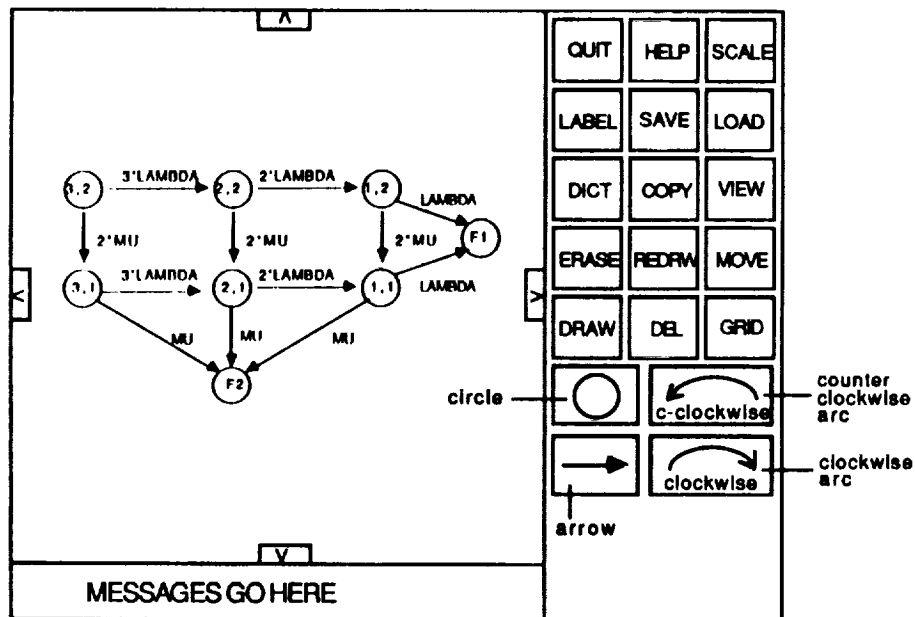 ^
QUIT HELP SCALE
LABEL SAVE LOAD
DICT COPY VIEW
ERASE REDRW MOVE
DRAW DEL GRID
3,2 3*LAMBDA 2,2 2*LAMBDA 1,2 LAMBDA
2*MU 2*MU 2*MU F1
3,1 3*LAMBDA 2,1 2*LAMBDA 1,1 LAMBDA
MU MU MU
F2
< >
circle
c-clockwise
counter
clockwise
arc
clockwise
clockwise
arc
arrow
V
MESSAGES GO HERE